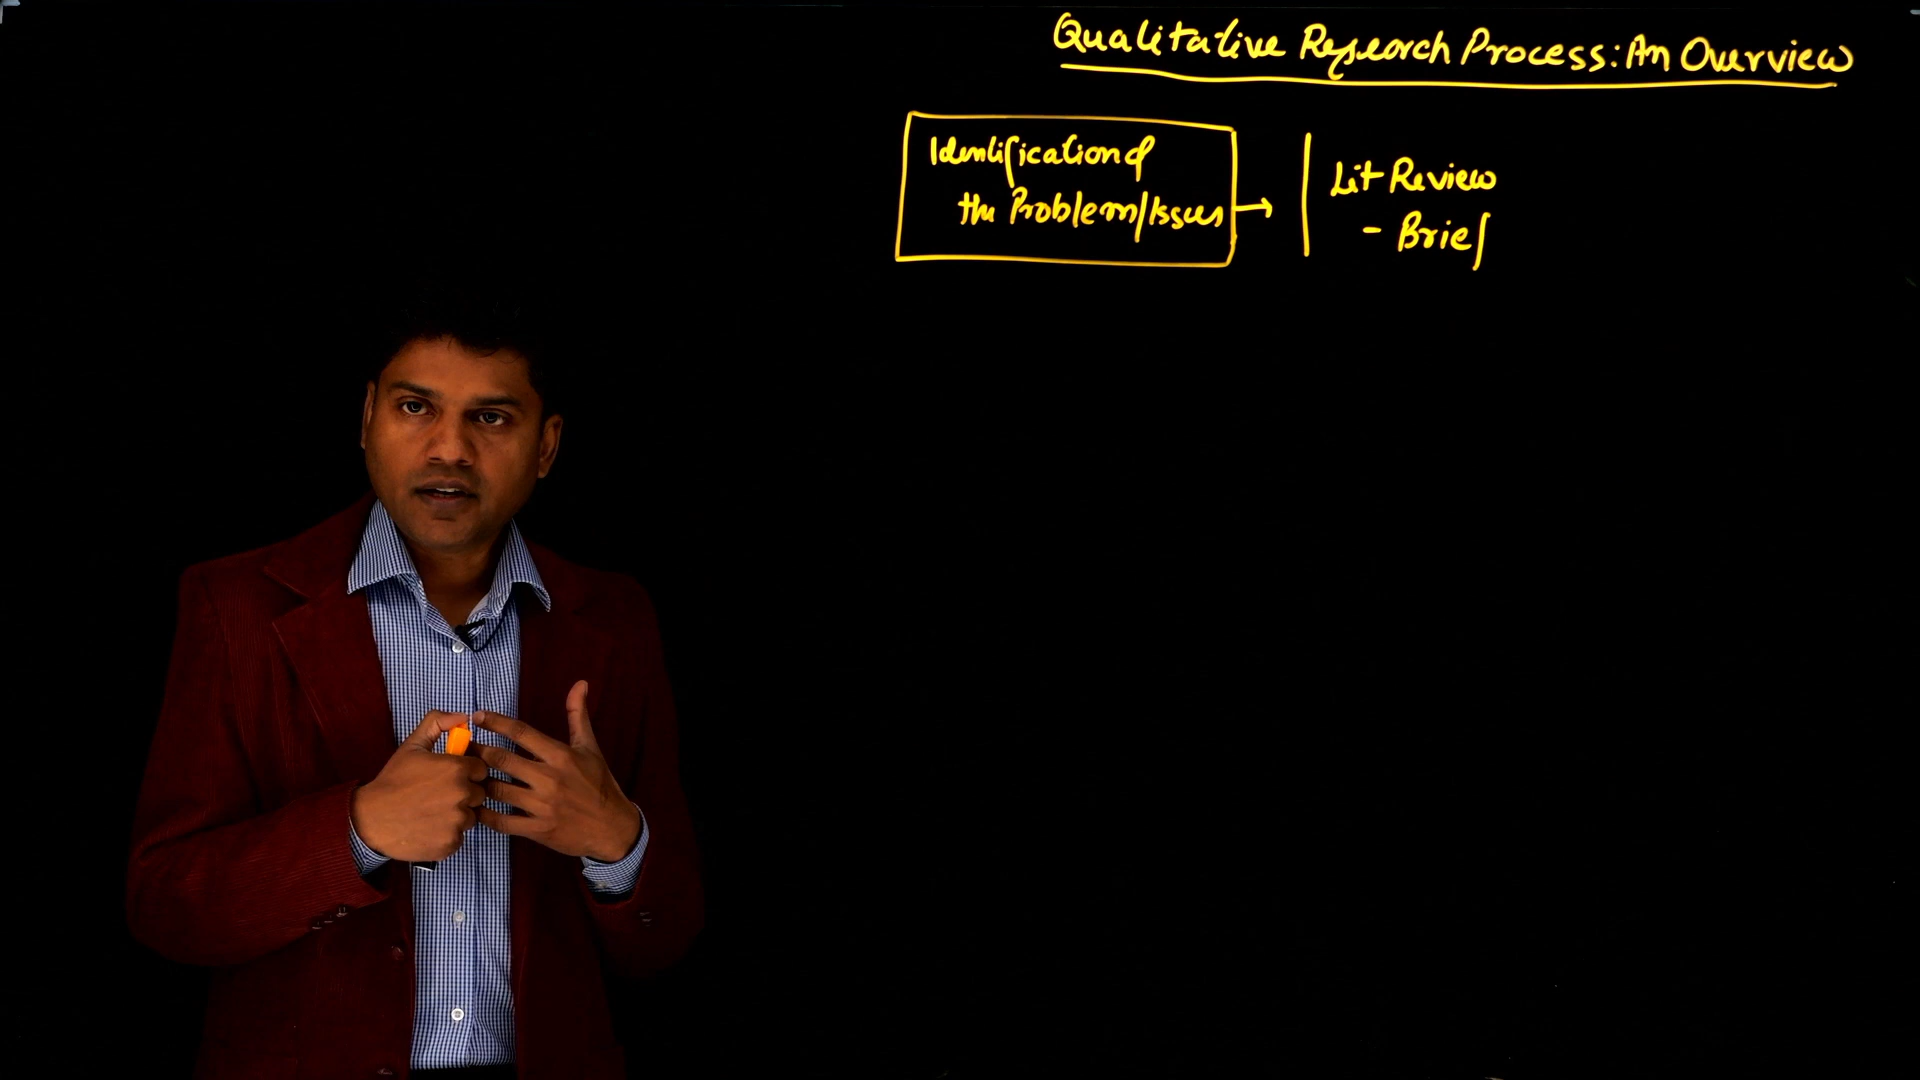 Qualitative Research Process: An Overview
Identification of
the Problem/Issues
Lit Review
- Brief